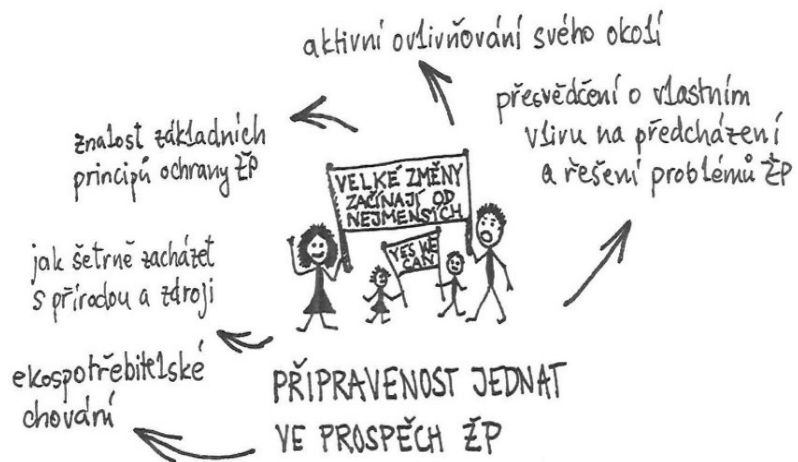 aktivní ovlivňování svého okolí
znalost základních
principů ochrany ŽP
přesvědčení o vlastním
vlivu na předcházení
a řešení problémů ŽP
VELKÉ ZMĚNY
ZAČÍNAJÍ OD
NEJMENŠÍCH
YES WE
CAN
jak šetrně zacházet
s přírodou a zdroji
ekospotřebitelské
chování
PŘIPRAVENOST JEDNAT
VE PROSPĚCH ŽP